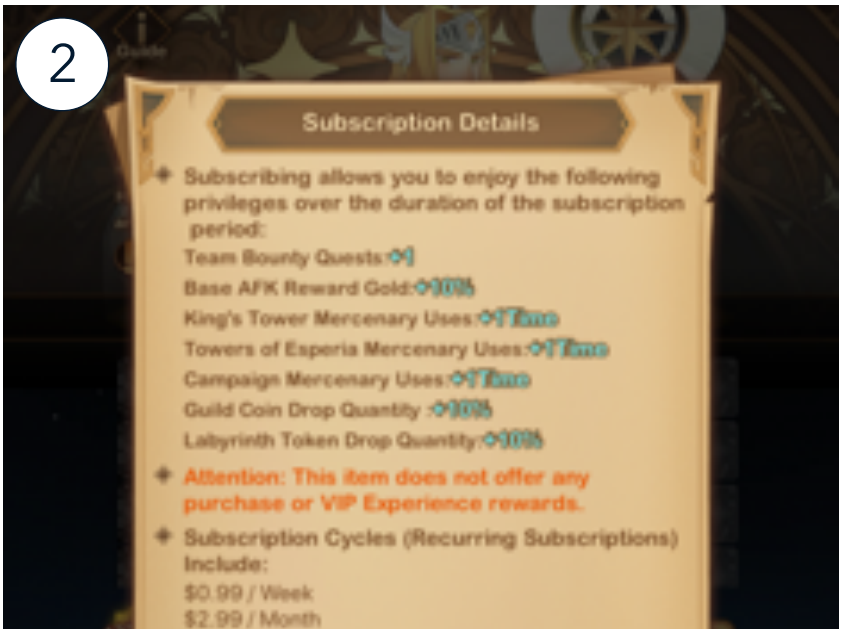 2
Guide
Subscription Details
Subscribing allows you to enjoy the following
privileges over the duration of the subscription
period:
Team Bounty Quests:+1
Base AFK Reward Gold:+10%
King's Tower Mercenary Uses:+1Time
Towers of Esperia Mercenary Uses:+1Time
Campaign Mercenary Uses:+1Time
Guild Coin Drop Quantity :+10%
Labyrinth Token Drop Quantity:+10%
Attention: This item does not offer any
purchase or VIP Experience rewards.
Subscription Cycles (Recurring Subscriptions)
Include:
$0.99 / Week
$2.99 / Month